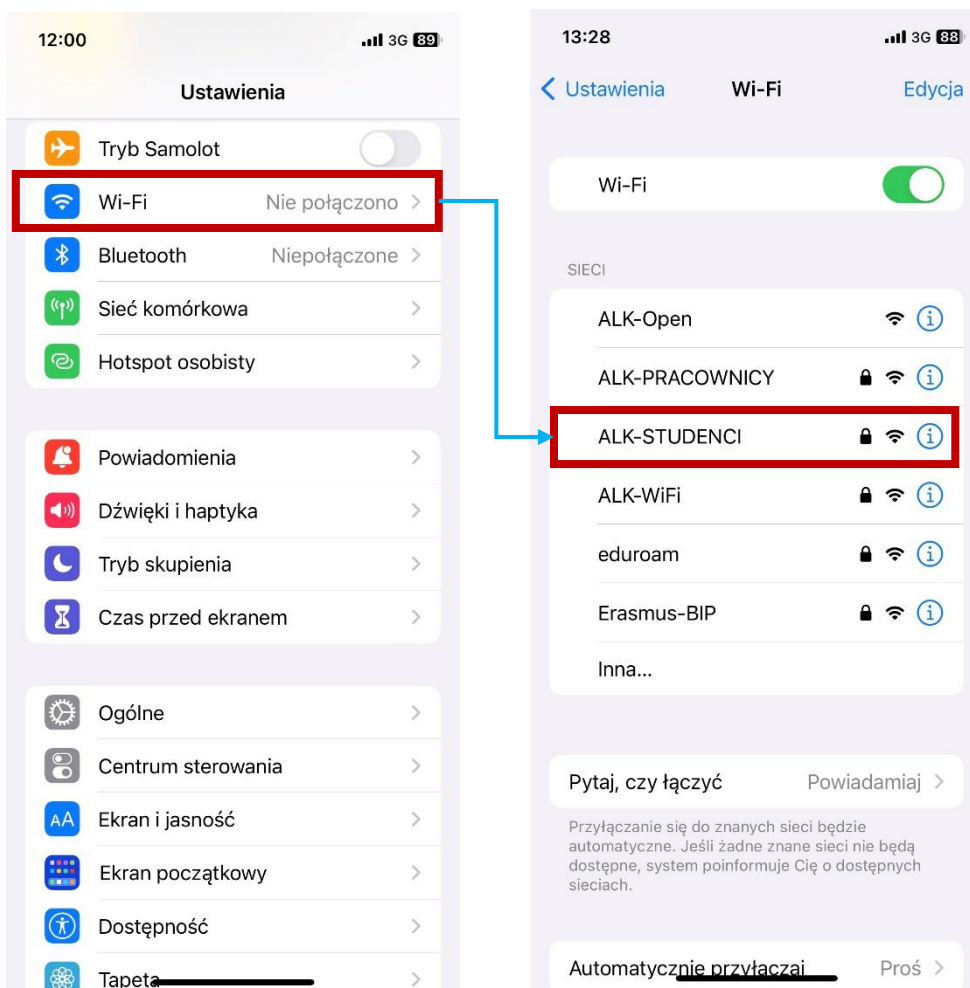 12:00
3G 89
Ustawienia
Tryb Samolot
Wi-Fi Nie połączono
Bluetooth Niepołączone
Sieć komórkowa
Hotspot osobisty
Powiadomienia
Dźwięki i haptyka
Tryb skupienia
Czas przed ekranem
Ogólne
Centrum sterowania
AA Ekran i jasność
Ekran początkowy
Dostępność
Tapeta
13:28
3G 88
Ustawienia Wi-Fi Edycja
Wi-Fi
SIECI
ALK-Open
ALK-PRACOWNICY
ALK-STUDENCI
ALK-WiFi
eduroam
Erasmus-BIP
Inna...
Pytaj, czy łączyć Powiadamiaj
Przyłączanie się do znanych sieci będzie
automatyczne. Jeśli żadne znane sieci nie będą
dostępne, system poinformuje Cię o dostępnych
sieciach.
Automatycznie przyłączaj Proś